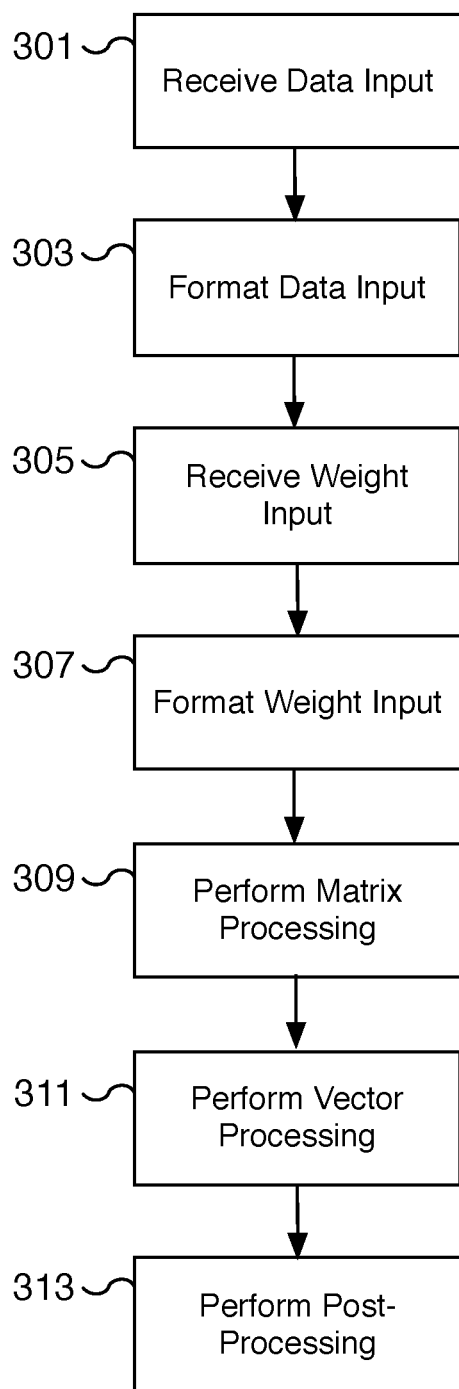 301
Receive Data Input
303
Format Data Input
305
Receive Weight
Input
307
Format Weight Input
309
Perform Matrix
Processing
311
Perform Vector
Processing
313
Perform Post-
Processing